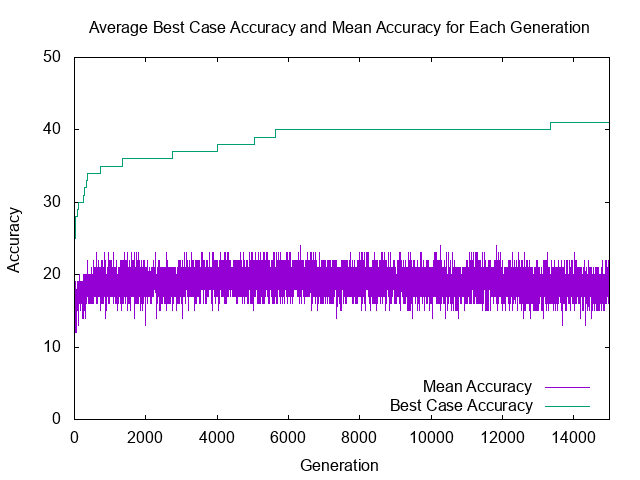 Average Best Case Accuracy and Mean Accuracy for Each Generation
50
40
30
20
10
0
Accuracy
Mean Accuracy
Best Case Accuracy
0 2000 4000 6000 8000 10000 12000 14000
Generation